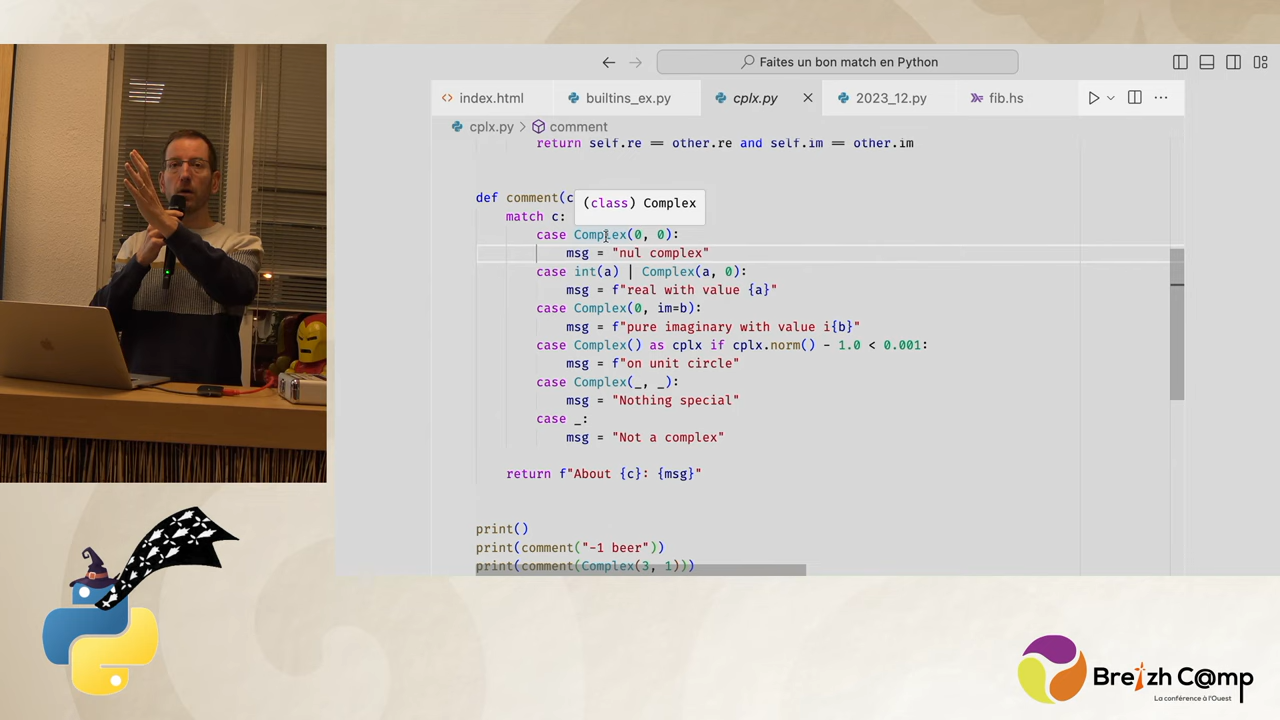 Faites un bon match en Python
index.html
builtins_ex.py
cplx.py
2023_12.py
fib.hs
cplx.py > comment
return self.re == other.re and self.im == other.im
def comment(c
(class) Complex
match c:
case Complex(0, 0):
msg = "nul complex"
case int(a) | Complex(a, 0):
msg = f"real with value {a}"
case Complex(0, im=b):
msg = f"pure imaginary with value i{b}"
case Complex() as cplx if cplx.norm() - 1.0 < 0.001:
msg = f"on unit circle"
case Complex(_, _):
msg = "Nothing special"
case _:
msg = "Not a complex"
return f"About {c}: {msg}"
print()
print(comment("-1 beer"))
print(comment(Complex(3, 1)))
Breizh C@mp
La conférence à l'Ouest